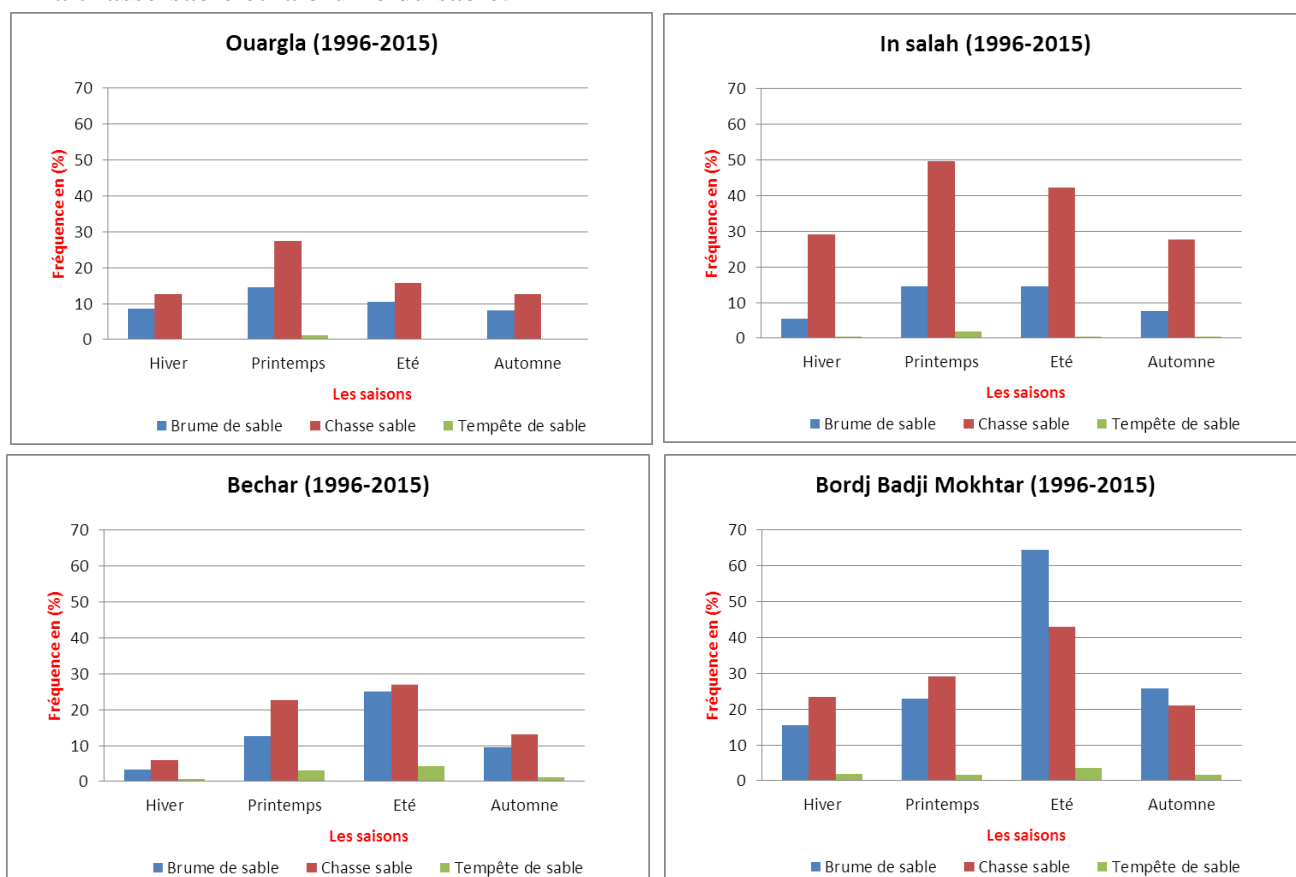 Ouargla (1996-2015)
70
60
50
40
30
20
10
0
Fréquence en (%)
Hiver Printemps Eté Automne
Les saisons
Brume de sable Chasse sable Tempête de sable
In salah (1996-2015)
70
60
50
40
30
20
10
0
Fréquence en (%)
Hiver Printemps Eté Automne
Les saisons
Brume de sable Chasse sable Tempête de sable
Bechar (1996-2015)
70
60
50
40
30
20
10
0
Fréquence en (%)
Hiver Printemps Eté Automne
Les saisons
Brume de sable Chasse sable Tempête de sable
Bordj Badji Mokhtar (1996-2015)
70
60
50
40
30
20
10
0
Fréquence en (%)
Hiver Printemps Eté Automne
Les saisons
Brume de sable Chasse sable Tempête de sable